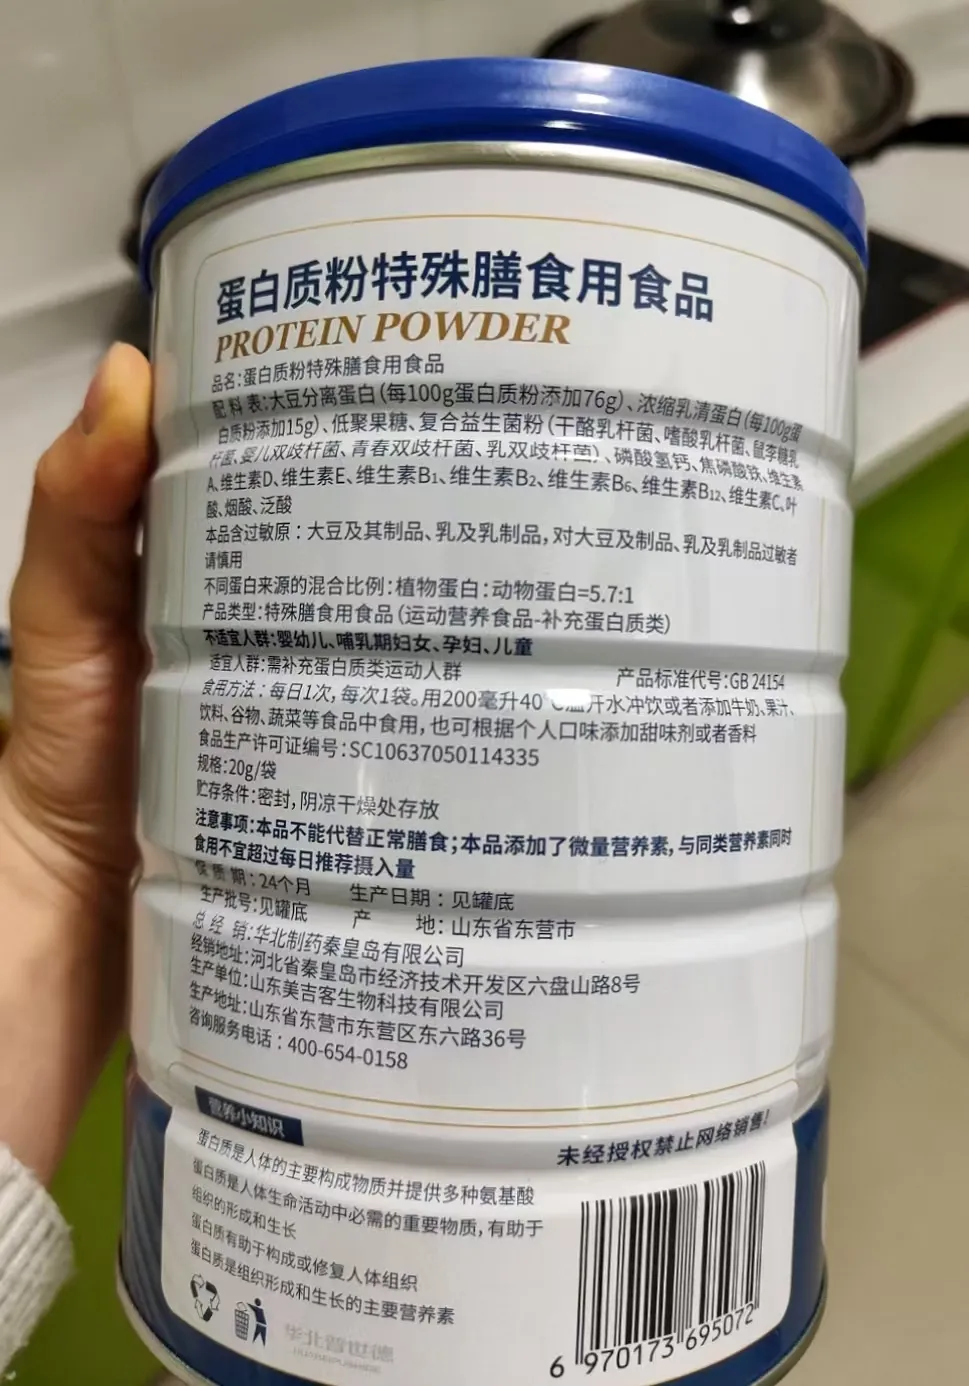 蛋白质粉特殊膳食用食品
PROTEIN POWDER
品名:蛋白质粉特殊膳食用食品
配料表:大豆分离蛋白(每100g蛋白质粉添加76g)、浓缩乳清蛋白(每100g蛋
白质粉添加15g)、低聚果糖、复合益生菌粉(干酪乳杆菌、嗜酸乳杆菌、鼠李糖乳
杆菌、婴儿双歧杆菌、青春双歧杆菌、乳双歧杆菌)、磷酸氢钙、焦磷酸铁、维生素
A、维生素D、维生素E、维生素B₁、维生素B₂、维生素B₆、维生素B₁₂、维生素C、叶
酸、烟酸、泛酸
本品含过敏原:大豆及其制品、乳及乳制品,对大豆及制品、乳及乳制品过敏者
请慎用
不同蛋白来源的混合比例:植物蛋白:动物蛋白=5.7:1
产品类型:特殊膳食用食品(运动营养食品-补充蛋白质类)
不适宜人群:婴幼儿、哺乳期妇女、孕妇、儿童
适宜人群:需补充蛋白质类运动人群 产品标准代号:GB 24154
食用方法:每日1次,每次1袋。用200毫升40℃温开水冲饮或者添加牛奶、果汁、
饮料、谷物、蔬菜等食品中食用,也可根据个人口味添加甜味剂或者香料
食品生产许可证编号:SC10637050114335
规格:20g/袋
贮存条件:密封,阴凉干燥处存放
注意事项:本品不能代替正常膳食;本品添加了微量营养素,与同类营养素同时
食用不宜超过每日推荐摄入量
保质期:24个月 生产日期:见罐底
生产批号:见罐底 产地:山东省东营市
总经销:华北制药秦皇岛有限公司
经销地址:河北省秦皇岛市经济技术开发区六盘山路8号
生产单位:山东美吉客生物科技有限公司
生产地址:山东省东营市东营区东六路36号
咨询服务电话:400-654-0158
营养小知识
未经授权禁止网络销售!
蛋白质是人体的主要构成物质并提供多种氨基酸
蛋白质是人体生命活动中必需的重要物质,有助于
组织的形成和生长
蛋白质有助于构成或修复人体组织
蛋白质是组织形成和生长的主要营养素
华北普世德
6 970173 695072